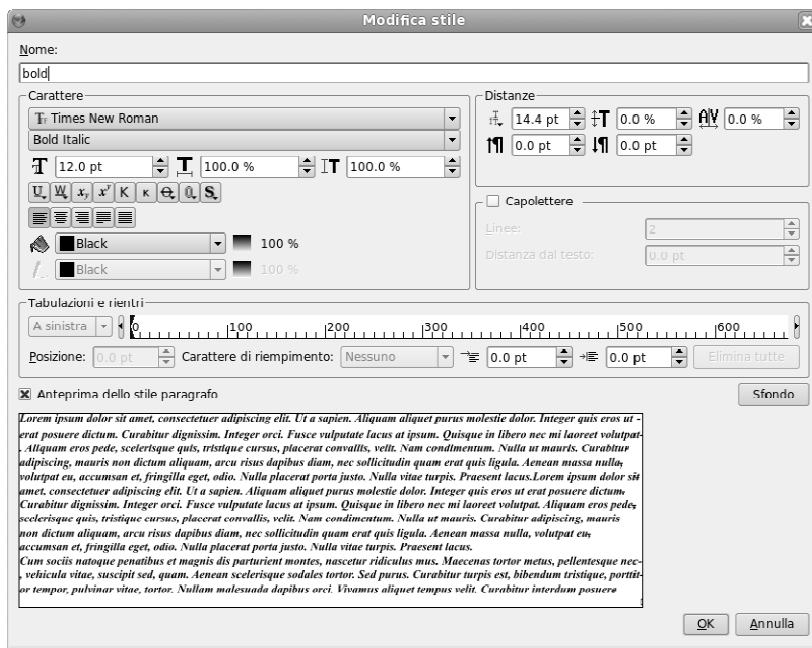 Modifica stile
Nome:
bold
Carattere
Times New Roman
Bold Italic
12.0 pt 100.0 % 100.0 %
Black 100 %
Black 100 %
Distanze
14.4 pt 0.0 % 0.0 %
0.0 pt 0.0 pt
Capolettere
Linee: 2
Distanza dal testo: 0.0 pt
Tabulazioni e rientri
A sinistra 0 100 200 300 400 500 600
Posizione: 0.0 pt Carattere di riempimento: Nessuno 0.0 pt 0.0 pt Elimina tutte
Anteprima dello stile paragrafo Sfondo
Lorem ipsum dolor sit amet, consectetuer adipiscing elit. Ut a sapien. Aliquam aliquet purus molestie dolor. Integer quis eros ut -
erat posuere dictum. Curabitur dignissim. Integer orci. Fusce vulputate lacus at ipsum. Quisque in libero nec mi laoreet volutpat-
. Aliquam eros pede, scelerisque quis, tristique cursus, placerat convallis, velit. Nam condimentum. Nulla ut mauris. Curabitur
adipiscing, mauris non dictum aliquam, arcu risus dapibus diam, nec sollicitudin quam erat quis ligula. Aenean massa nulla,
volutpat eu, accumsan et, fringilla eget, odio. Nulla placerat porta justo. Nulla vitae turpis. Praesent lacus.Lorem ipsum dolor sit
amet, consectetuer adipiscing elit. Ut a sapien. Aliquam aliquet purus molestie dolor. Integer quis eros ut erat posuere dictum.
Curabitur dignissim. Integer orci. Fusce vulputate lacus at ipsum. Quisque in libero nec mi laoreet volutpat. Aliquam eros pede,
scelerisque quis, tristique cursus, placerat convallis, velit. Nam condimentum. Nulla ut mauris. Curabitur adipiscing, mauris
non dictum aliquam, arcu risus dapibus diam, nec sollicitudin quam erat quis ligula. Aenean massa nulla, volutpat eu,
accumsan et, fringilla eget, odio. Nulla placerat porta justo. Nulla vitae turpis. Praesent lacus.
Cum sociis natoque penatibus et magnis dis parturient montes, nascetur ridiculus mus. Maecenas tortor metus, pellentesque nec-
, vehicula vitae, suscipit sed, quam. Aenean scelerisque sodales tortor. Sed purus. Curabitur turpis est, bibendum tristique, porttit-
or tempor, pulvinar vitae, tortor. Nullam malesuada dapibus orci. Vivamus aliquet tempus velit. Curabitur interdum posuere
OK Annulla